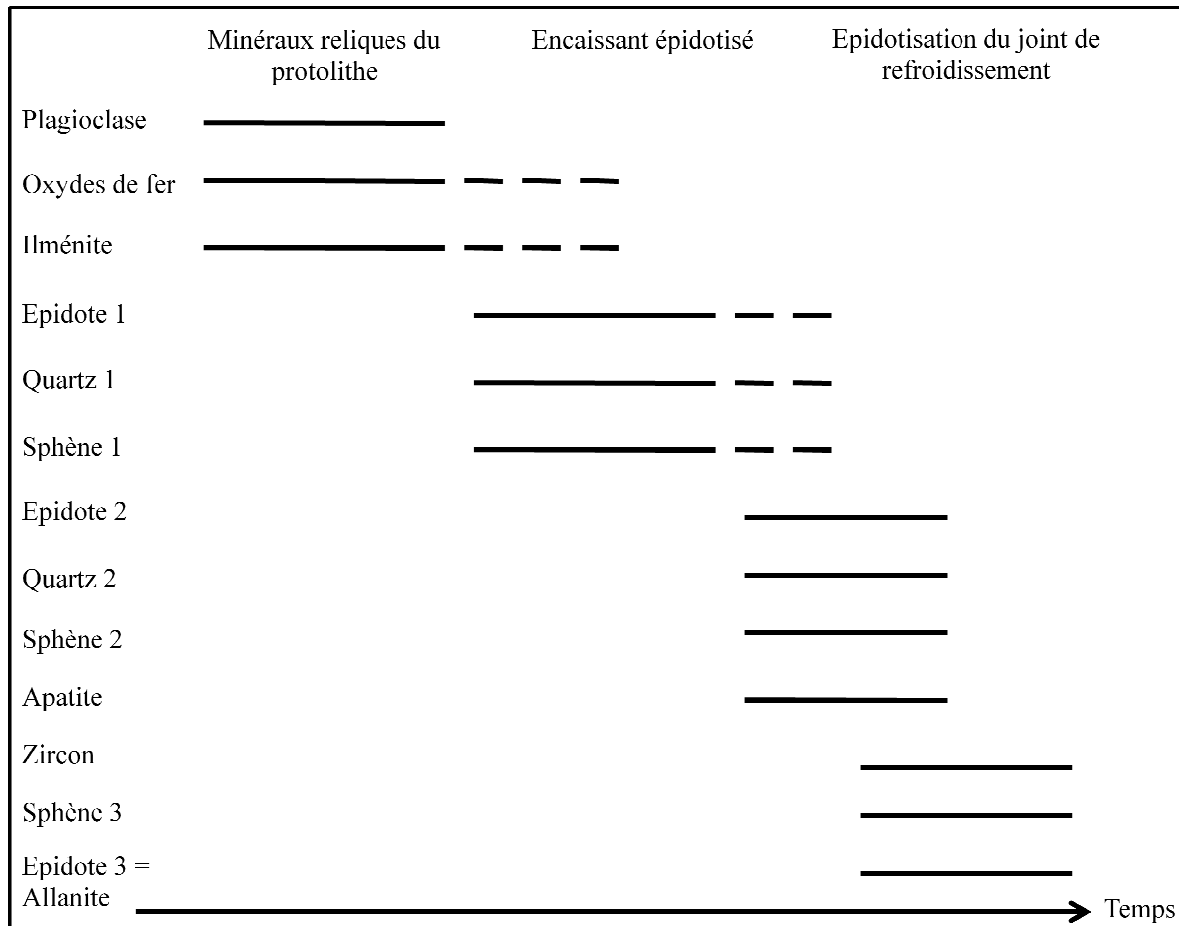 Minéraux reliques du
protolithe
Encaissant épidotisé
Epidotisation du joint de
refroidissement
Plagioclase
Oxydes de fer
Ilménite
Epidote 1
Quartz 1
Sphène 1
Epidote 2
Quartz 2
Sphène 2
Apatite
Zircon
Sphène 3
Epidote 3 =
Allanite
Temps